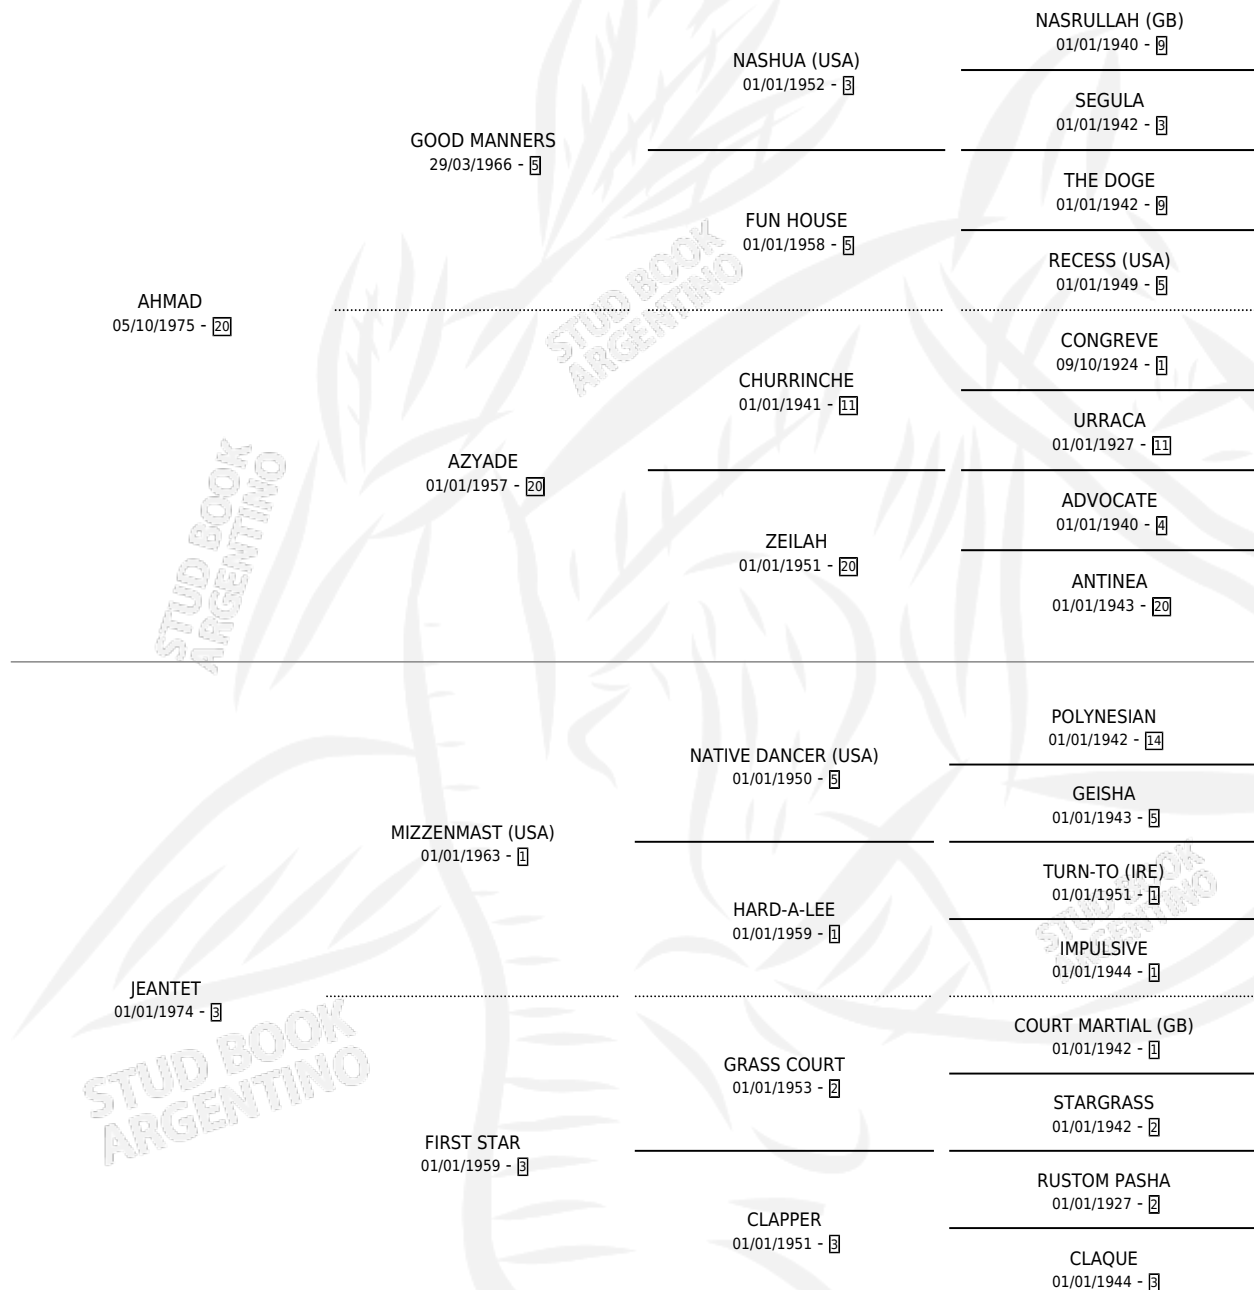 NASRULLAH (GB)
01/01/1940 - 9
NASHUA (USA)
01/01/1952 - 3
SEGULA
01/01/1942 - 3
GOOD MANNERS
29/03/1966 - 5
THE DOGE
01/01/1942 - 9
FUN HOUSE
01/01/1958 - 5
RECESS (USA)
01/01/1949 - 5
AHMAD
05/10/1975 - 20
STUD BOOK
ARGENTINO
CONGREVE
09/10/1924 - 1
CHURRINCHE
01/01/1941 - 11
URRACA
01/01/1927 - 11
AZYADE
01/01/1957 - 20
ADVOCATE
01/01/1940 - 4
ZEILAH
01/01/1951 - 20
ANTINEA
01/01/1943 - 20
STUD BOOK
ARGENTINO
POLYNESIAN
01/01/1942 - 14
NATIVE DANCER (USA)
01/01/1950 - 5
GEISHA
01/01/1943 - 5
MIZZENMAST (USA)
01/01/1963 - 1
TURN-TO (IRE)
01/01/1951 - 1
HARD-A-LEE
01/01/1959 - 1
STUD BOOK
ARGENTINO
IMPULSIVE
01/01/1944 - 1
JEANTET
01/01/1974 - 3
STUD BOOK
ARGENTINO
COURT MARTIAL (GB)
01/01/1942 - 1
GRASS COURT
01/01/1953 - 2
STARGRASS
01/01/1942 - 2
FIRST STAR
01/01/1959 - 3
RUSTOM PASHA
01/01/1927 - 2
CLAPPER
01/01/1951 - 3
CLAQUE
01/01/1944 - 3